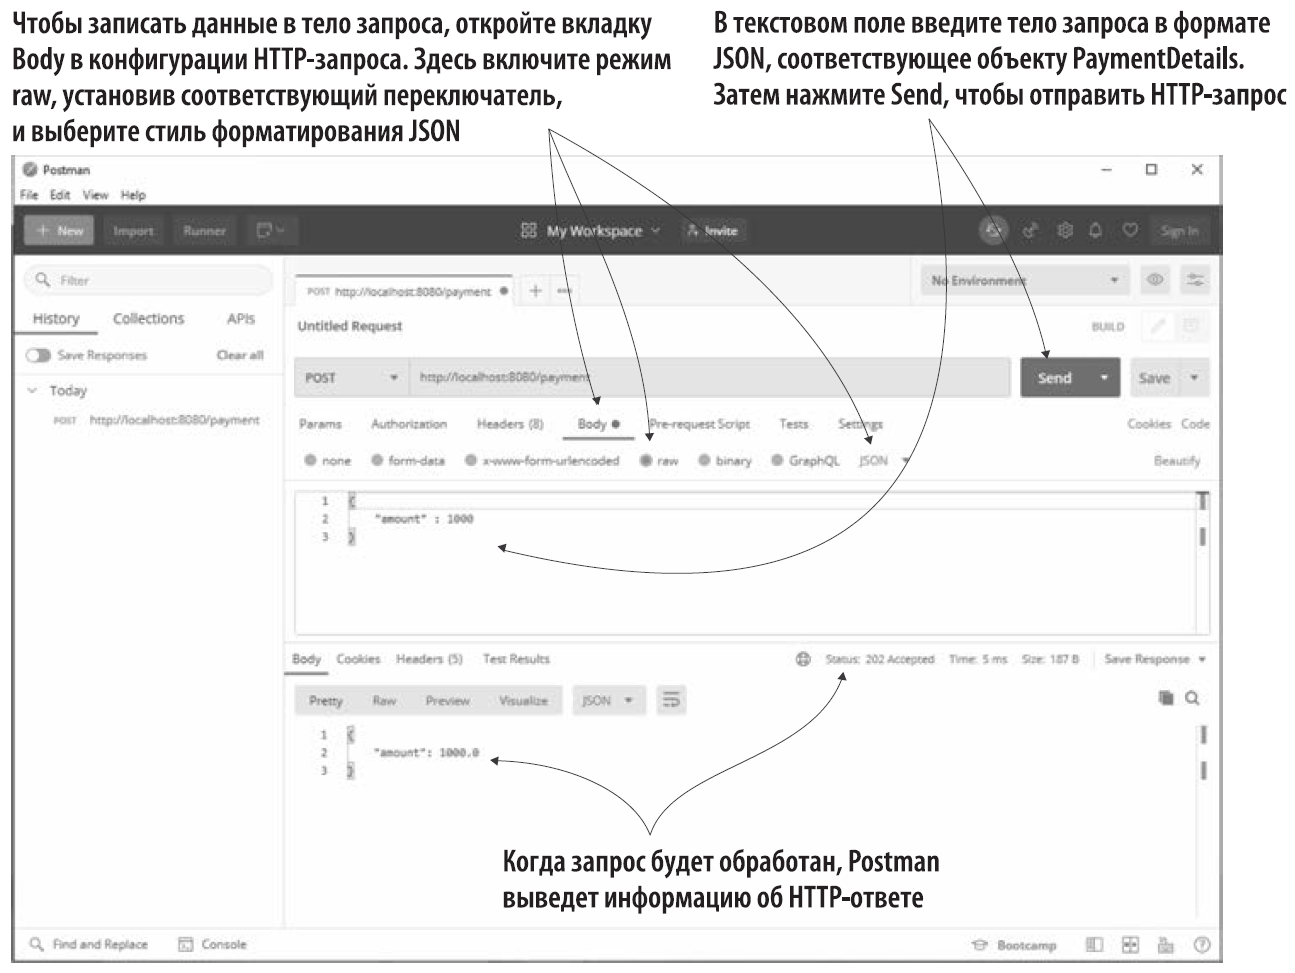 Чтобы записать данные в тело запроса, откройте вкладку
Body в конфигурации HTTP-запроса. Здесь включите режим
raw, установив соответствующий переключатель,
и выберите стиль форматирования JSON
В текстовом поле введите тело запроса в формате
JSON, соответствующее объекту PaymentDetails.
Затем нажмите Send, чтобы отправить HTTP-запрос
Postman
File Edit View Help
+ New Import Runner
My Workspace
Invite
Sign In
Filter
History Collections APIs
Save Responses Clear all
Today
POST http://localhost:8080/payment
POST http://localhost:8080/payment
No Environment
Untitled Request
BUILD
POST http://localhost:8080/payment
Send Save
Params Authorization Headers (8) Body Pre-request Script Tests Settings Cookies Code
none form-data x-www-form-urlencoded raw binary GraphQL JSON Beautify
1 {
2 "amount" : 1000
3 }
Body Cookies Headers (5) Test Results Status: 202 Accepted Time: 5 ms Size: 187 B Save Response
Pretty Raw Preview Visualize JSON
1 {
2 "amount": 1000.0
3 }
Когда запрос будет обработан, Postman
выведет информацию об HTTP-ответе
Find and Replace Console Bootcamp